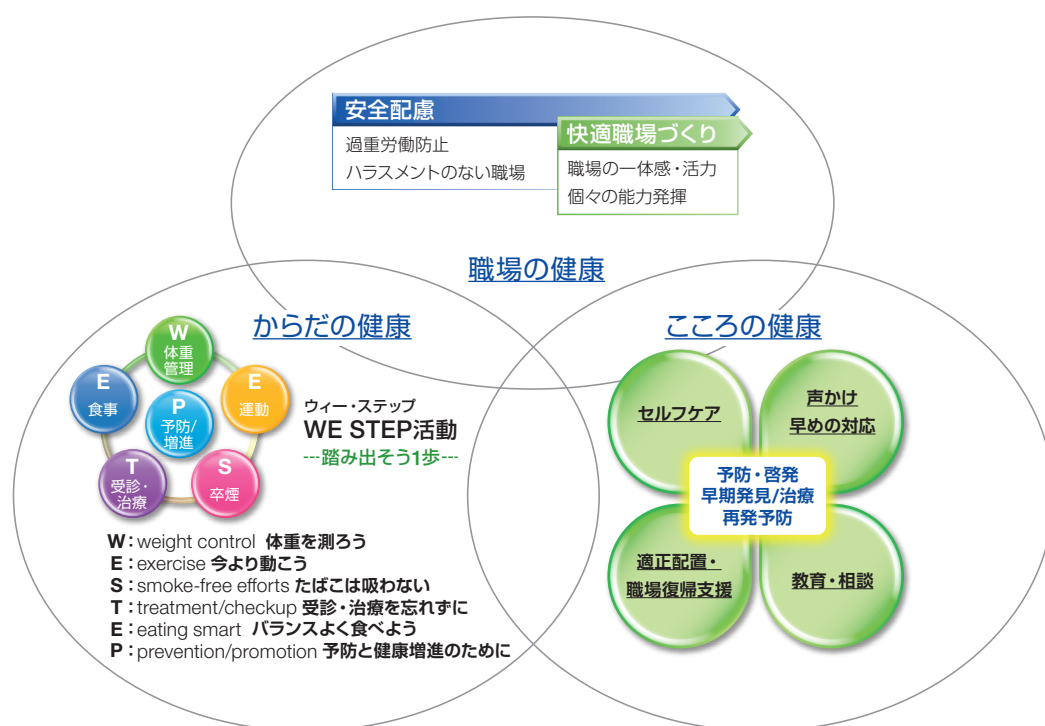 安全配慮
過重労働防止
ハラスメントのない職場
快適職場づくり
職場の一体感・活力
個々の能力発揮
職場の健康
からだの健康
W
体重
管理
E
食事
E
運動
P
予防/
増進
T
受診・
治療
S
卒煙
ウィー・ステップ
WE STEP活動
---踏み出そう1歩---
W：weight control 体重を測ろう
E：exercise 今より動こう
S：smoke-free efforts たばこは吸わない
T：treatment/checkup 受診・治療を忘れずに
E：eating smart バランスよく食べよう
P：prevention/promotion 予防と健康増進のために
こころの健康
セルフケア
声かけ
早めの対応
予防・啓発
早期発見/治療
再発予防
適正配置・
職場復帰支援
教育・相談